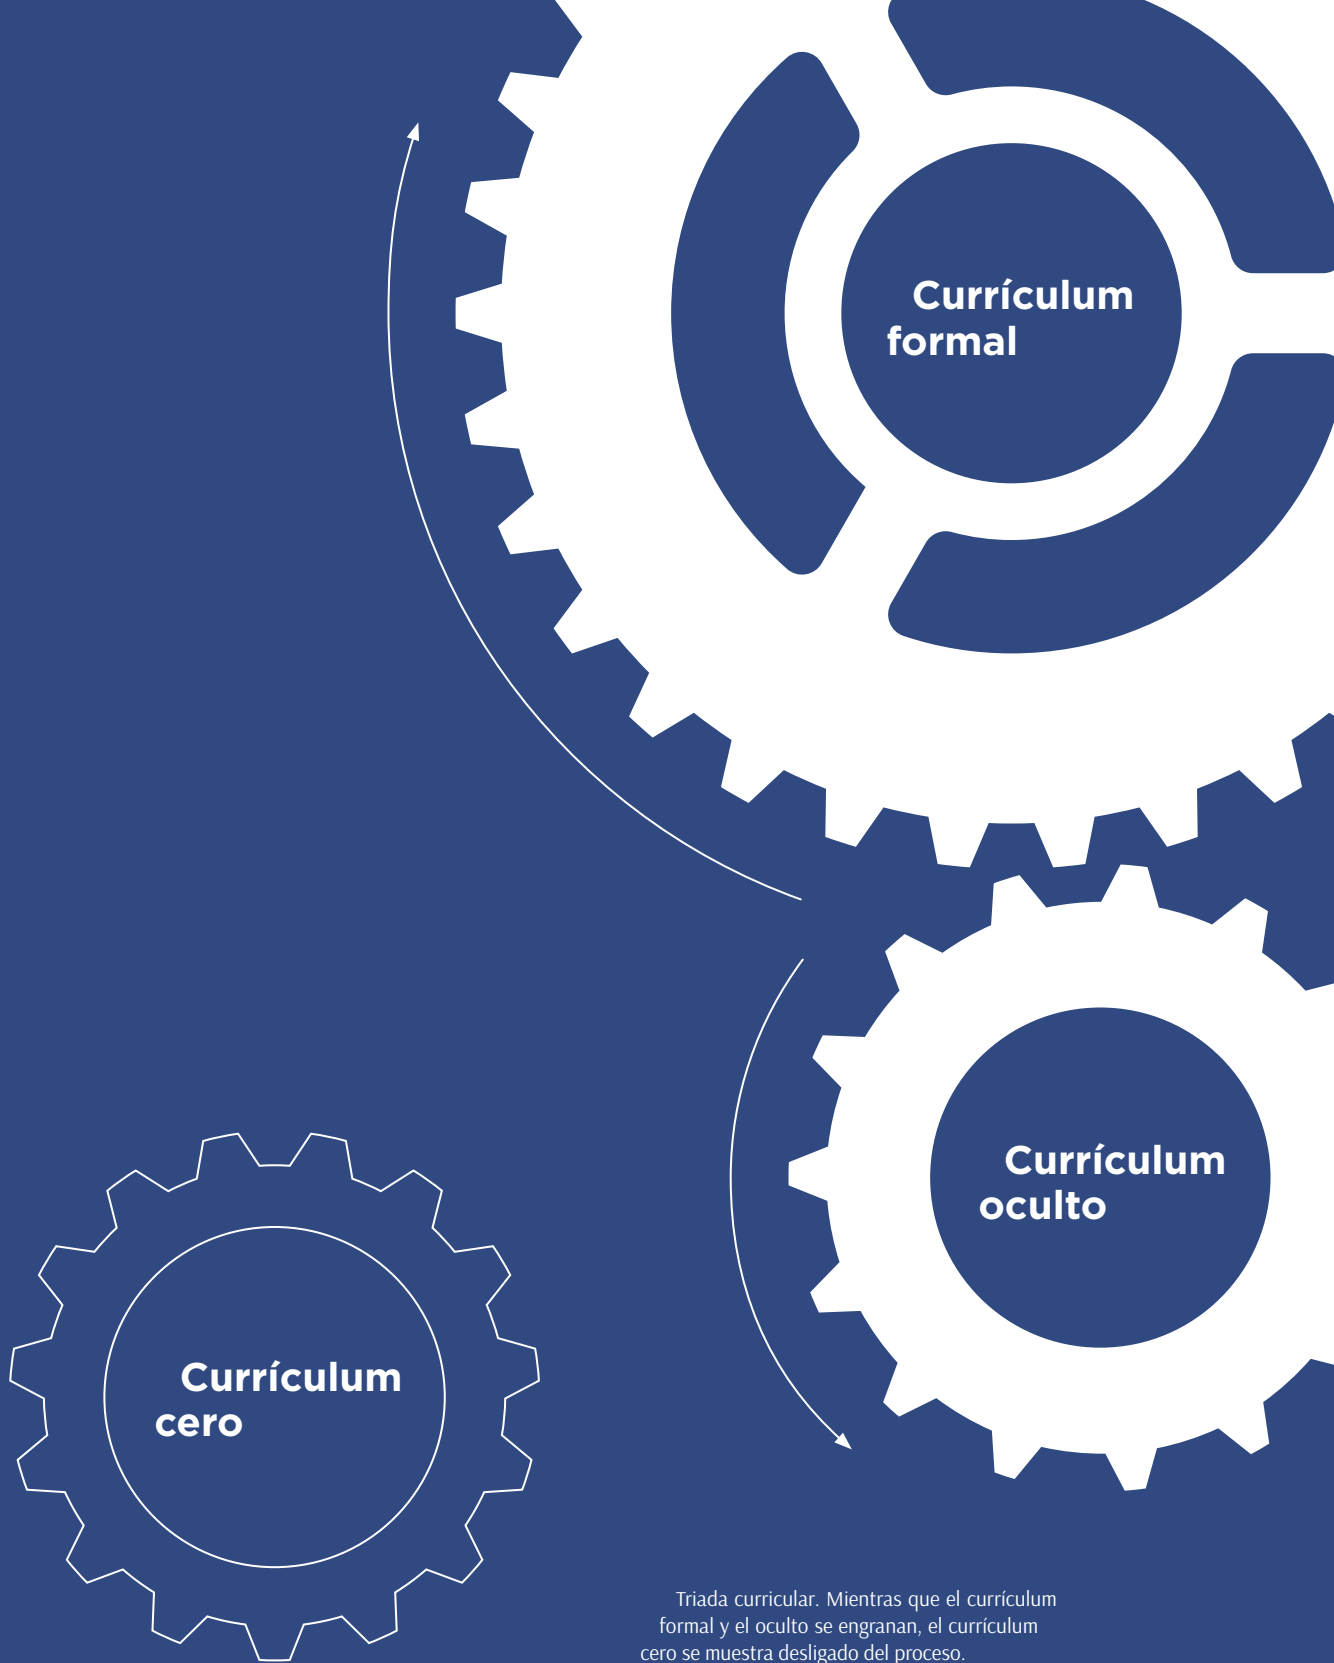 Currículum
formal
Currículum
oculto
Currículum
cero
Triada curricular. Mientras que el currículum
formal y el oculto se engranan, el currículum
cero se muestra desligado del proceso.